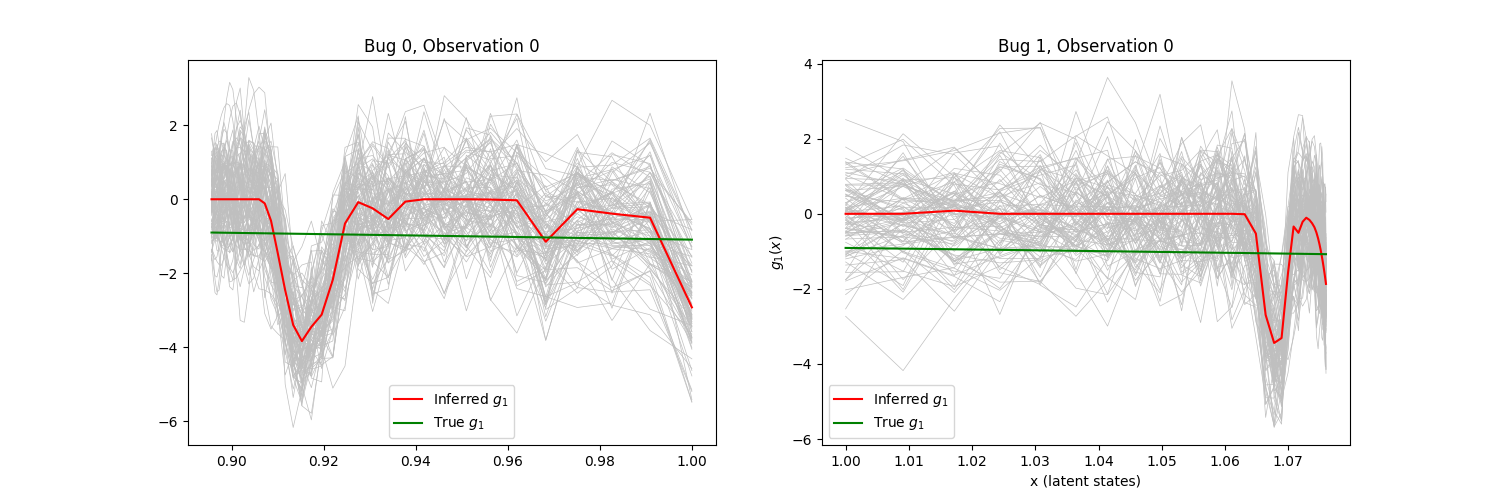 Bug 0, Observation 0
2
0
−2
−4
−6
0.90 0.92 0.94 0.96 0.98 1.00
Inferred g₁
True g₁
Bug 1, Observation 0
g₁(x)
4
2
0
−2
−4
−6
1.00 1.01 1.02 1.03 1.04 1.05 1.06 1.07
x (latent states)
Inferred g₁
True g₁